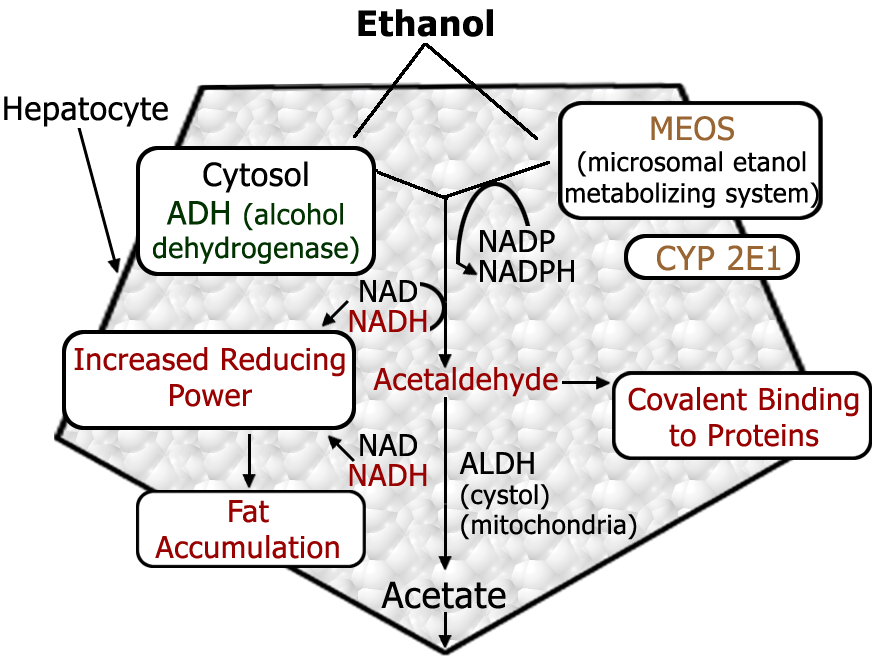 Ethanol
Hepatocyte
Cytosol
ADH (alcohol
dehydrogenase)
MEOS
(microsomal etanol
metabolizing system)
CYP 2E1
NADP
NADPH
NAD
NADH
Increased Reducing
Power
Acetaldehyde
Covalent Binding
to Proteins
NAD
NADH
ALDH
(cystol)
(mitochondria)
Fat
Accumulation
Acetate